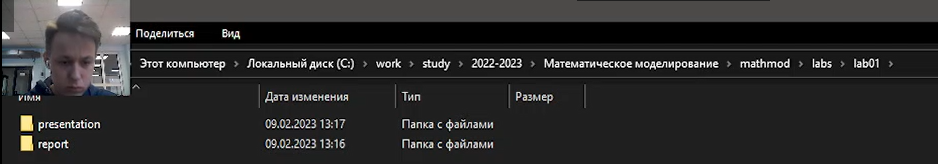 Поделиться Вид
Этот компьютер > Локальный диск (C:) > work > study > 2022-2023 > Математическое моделирование > mathmod > labs > lab01 >
Имя Дата изменения Тип Размер
presentation 09.02.2023 13:17 Папка с файлами
report 09.02.2023 13:16 Папка с файлами